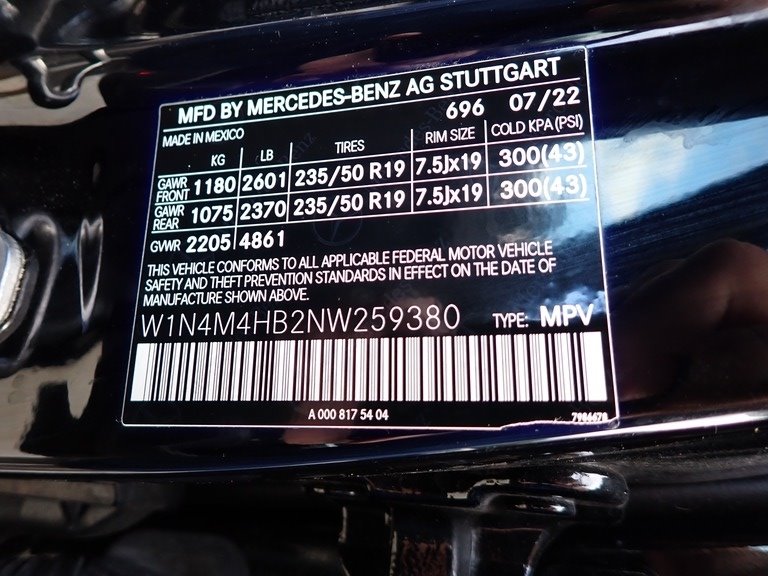 MFD BY MERCEDES-BENZ AG STUTTGART
MADE IN MEXICO 696 07/22
KG LB TIRES RIM SIZE COLD KPA(PSI)
GAWR FRONT 1180 2601 235/50 R19 7.5Jx19 300(43)
GAWR REAR 1075 2370 235/50 R19 7.5Jx19 300(43)
GVWR 2205 4861
THIS VEHICLE CONFORMS TO ALL APPLICABLE FEDERAL MOTOR VEHICLE
SAFETY AND THEFT PREVENTION STANDARDS IN EFFECT ON THE DATE OF
MANUFACTURE SHOWN ABOVE.
W1N4M4HB2NW259380 TYPE: MPV
A 000 817 54 04